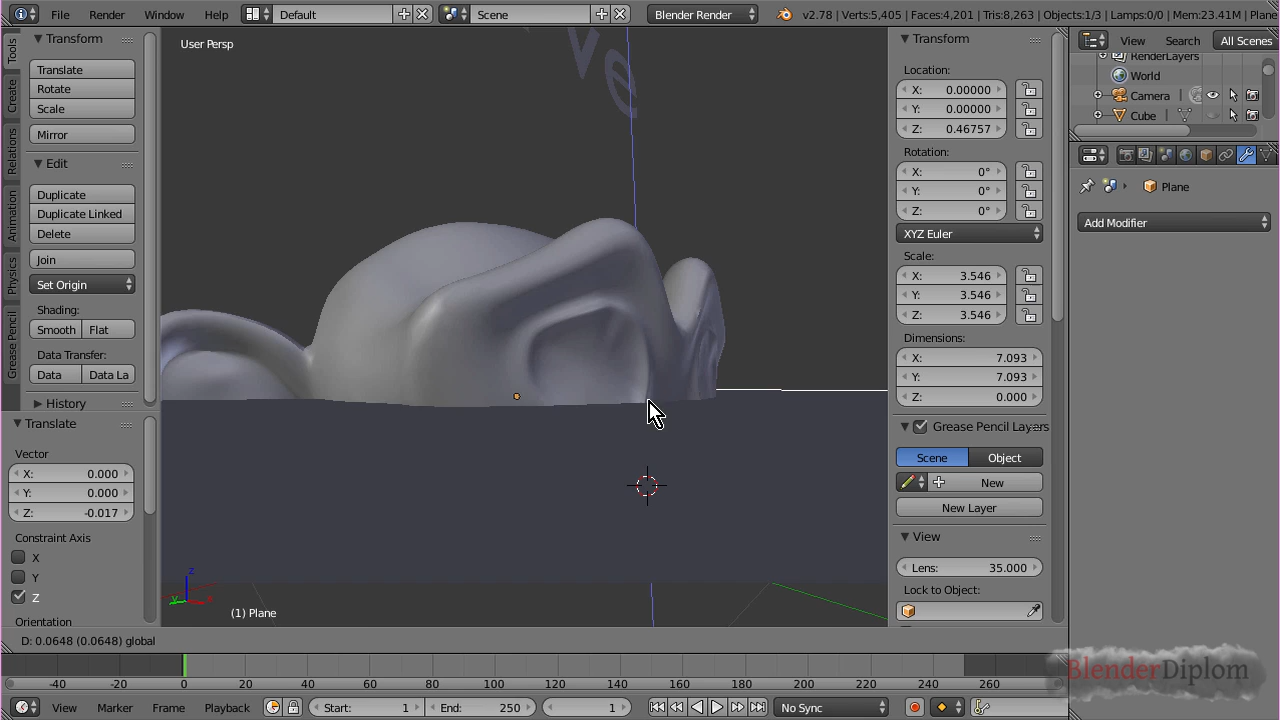 File Render Window Help Default Scene Blender Render v2.78 | Verts:5,405 | Faces:4,201 | Tris:8,263 | Objects:1/3 | Lamps:0/0 | Mem:23.41M | Plane
Tools
Create
Relations
Animation
Physics
Grease Pencil
Transform
Translate
Rotate
Scale
Mirror
Edit
Duplicate
Duplicate Linked
Delete
Join
Set Origin
Shading:
Smooth Flat
Data Transfer:
Data Data La
History
Translate
Vector
X: 0.000
Y: 0.000
Z: -0.017
Constraint Axis
X
Y
Z
Orientation
User Persp
ve
z
y x
(1) Plane
D: 0.0648 (0.0648) global
Transform
Location:
X: 0.00000
Y: 0.00000
Z: 0.46757
Rotation:
X: 0°
Y: 0°
Z: 0°
XYZ Euler
Scale:
X: 3.546
Y: 3.546
Z: 3.546
Dimensions:
X: 7.093
Y: 7.093
Z: 0.000
Grease Pencil Layers
Scene Object
New
New Layer
View
Lens: 35.000
Lock to Object:
View Search All Scenes
RenderLayers
World
Camera
Cube
Plane
Add Modifier
BlenderDiplom
-40 -20 0 20 40 60 80 100 120 140 160 180 200 220 240 260
View Marker Frame Playback Start: 1 End: 250 1 No Sync